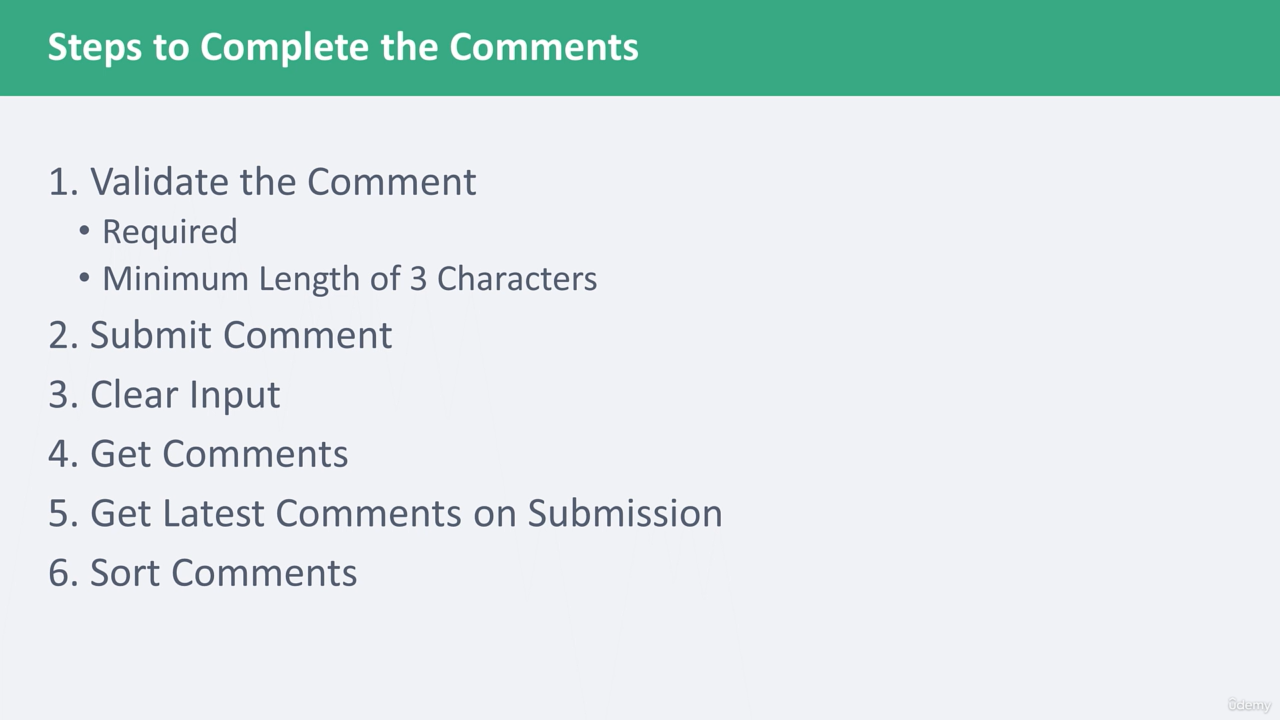 Steps to Complete the Comments
1. Validate the Comment
• Required
• Minimum Length of 3 Characters
2. Submit Comment
3. Clear Input
4. Get Comments
5. Get Latest Comments on Submission
6. Sort Comments
ûdemy